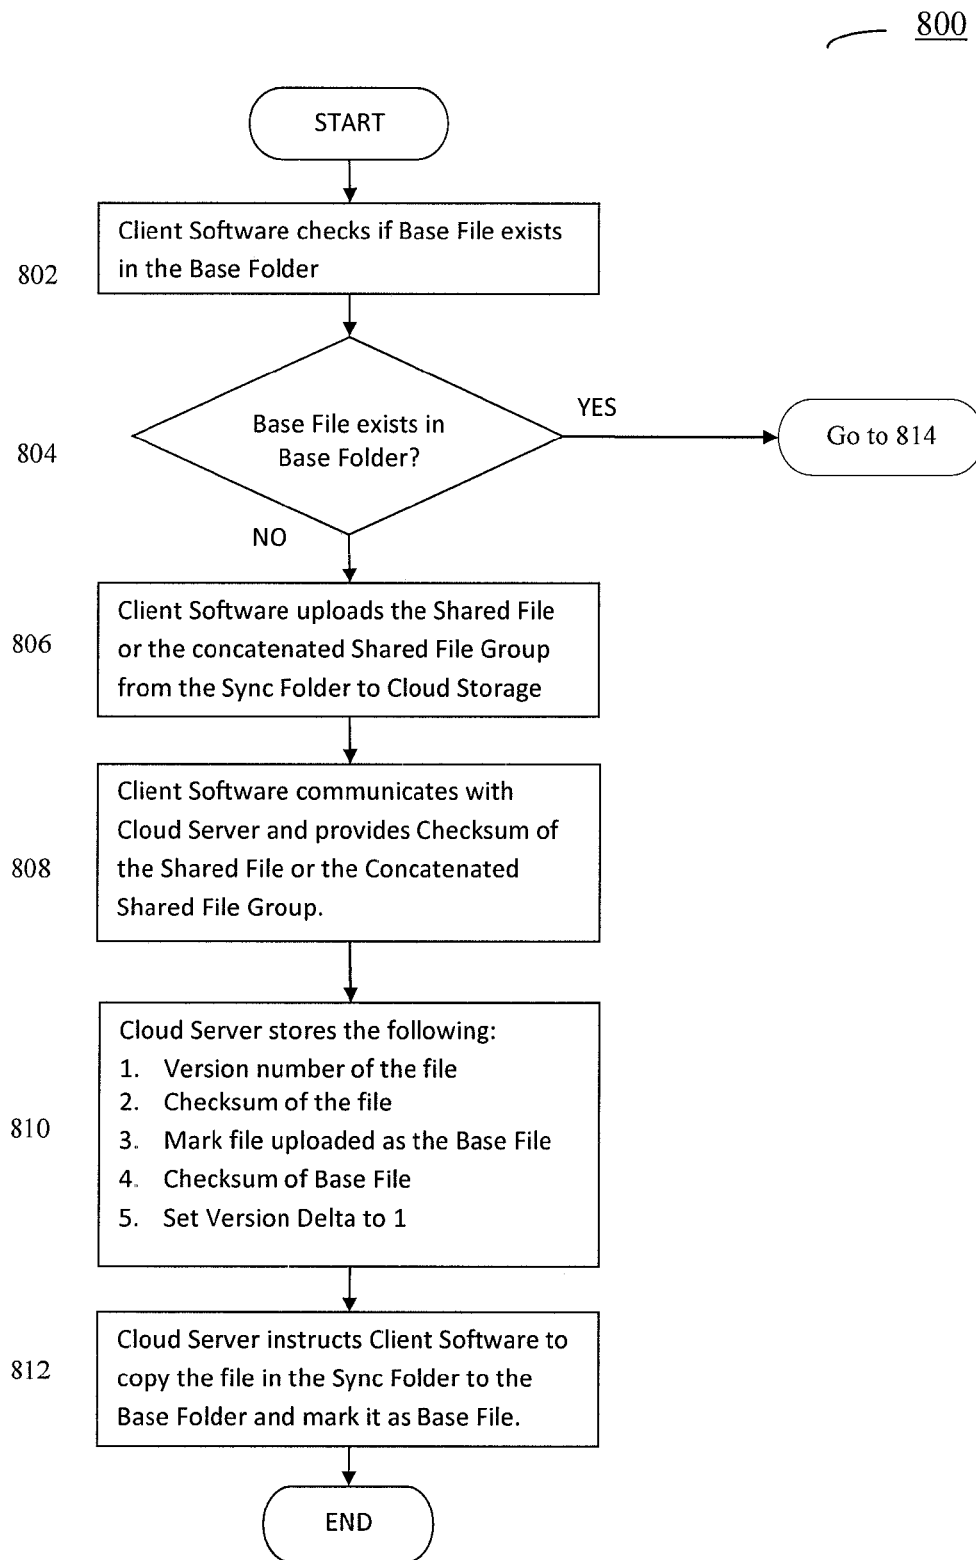 800
START
Client Software checks if Base File exists
in the Base Folder
802
Base File exists in
Base Folder?
804
YES
Go to 814
NO
Client Software uploads the Shared File
or the concatenated Shared File Group
from the Sync Folder to Cloud Storage
806
Client Software communicates with
Cloud Server and provides Checksum of
the Shared File or the Concatenated
Shared File Group.
808
Cloud Server stores the following:
1. Version number of the file
2. Checksum of the file
3. Mark file uploaded as the Base File
4. Checksum of Base File
5. Set Version Delta to 1
810
Cloud Server instructs Client Software to
copy the file in the Sync Folder to the
Base Folder and mark it as Base File.
812
END